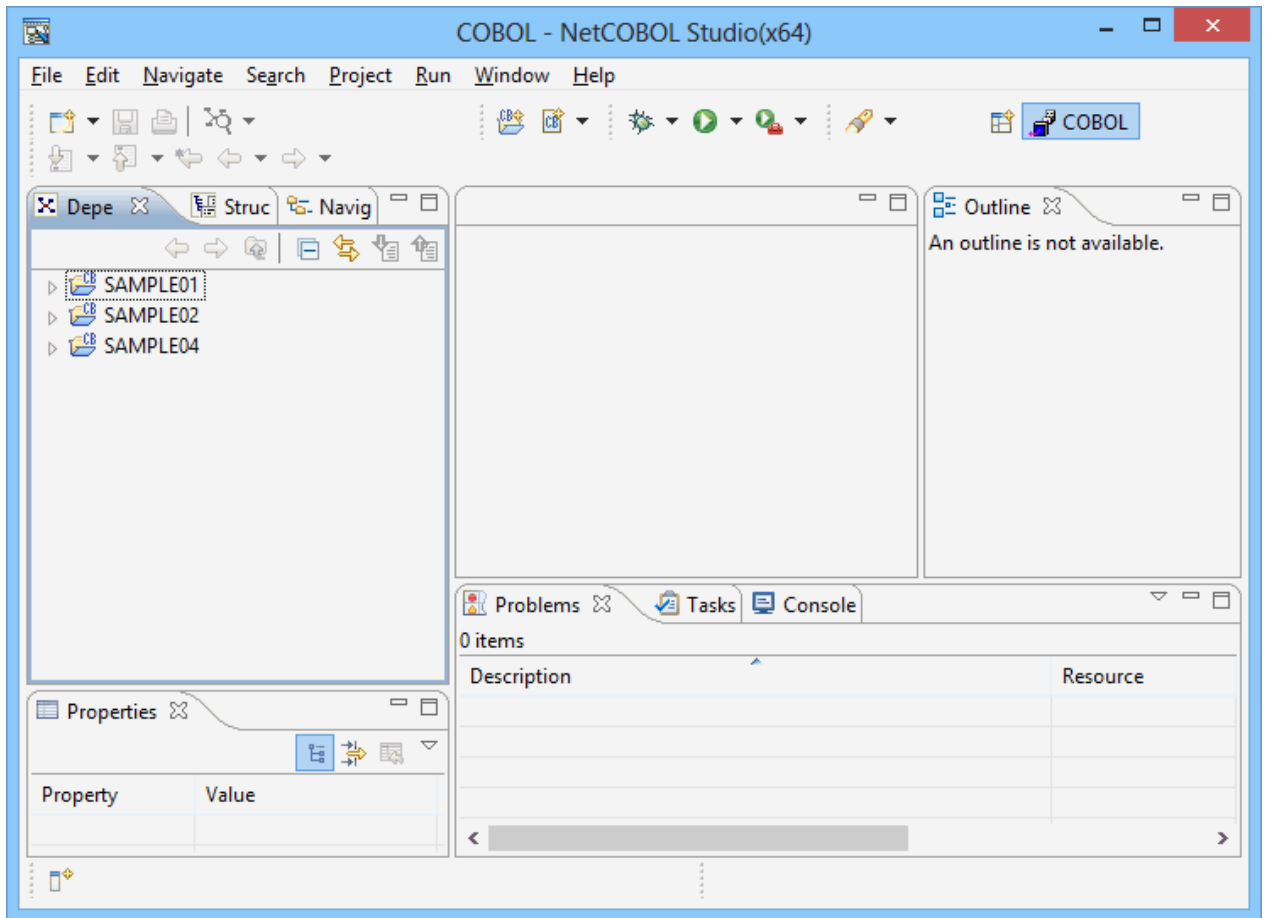 COBOL - NetCOBOL Studio(x64)
File Edit Navigate Search Project Run Window Help
COBOL
Depe Struc Navig
SAMPLE01
SAMPLE02
SAMPLE04
Outline
An outline is not available.
Problems Tasks Console
0 items
Description Resource
Properties
Property Value